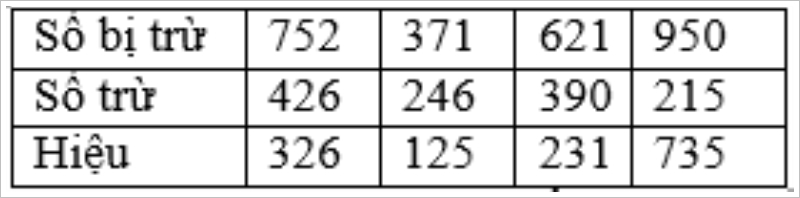 Số bị trừ 752 371 621 950
Số trừ 426 246 390 215
Hiệu 326 125 231 735